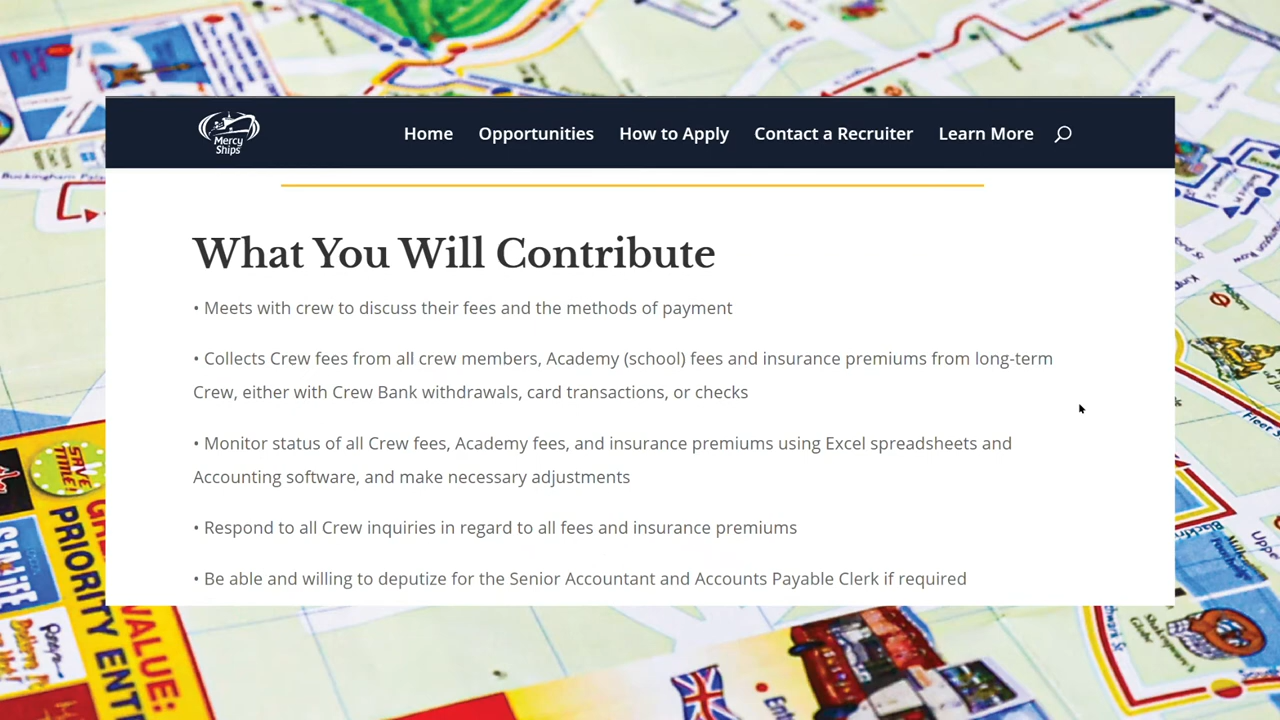 Mercy
Ships
Home
Opportunities
How to Apply
Contact a Recruiter
Learn More
What You Will Contribute
• Meets with crew to discuss their fees and the methods of payment
• Collects Crew fees from all crew members, Academy (school) fees and insurance premiums from long-term
Crew, either with Crew Bank withdrawals, card transactions, or checks
• Monitor status of all Crew fees, Academy fees, and insurance premiums using Excel spreadsheets and
Accounting software, and make necessary adjustments
• Respond to all Crew inquiries in regard to all fees and insurance premiums
• Be able and willing to deputize for the Senior Accountant and Accounts Payable Clerk if required
SAVE
TIME!
PRIORITY ENT
VALUE: